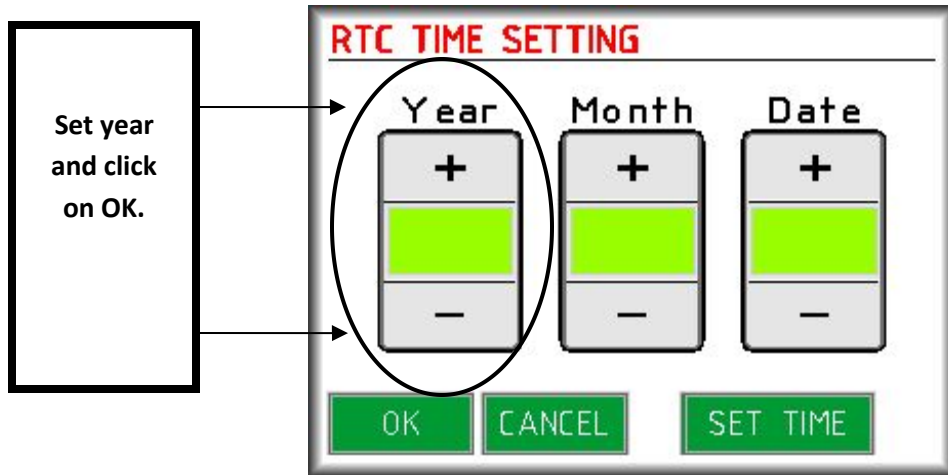 Set year
and click
on OK.
RTC TIME SETTING
Year Month Date
+ + +
− − −
OK CANCEL SET TIME